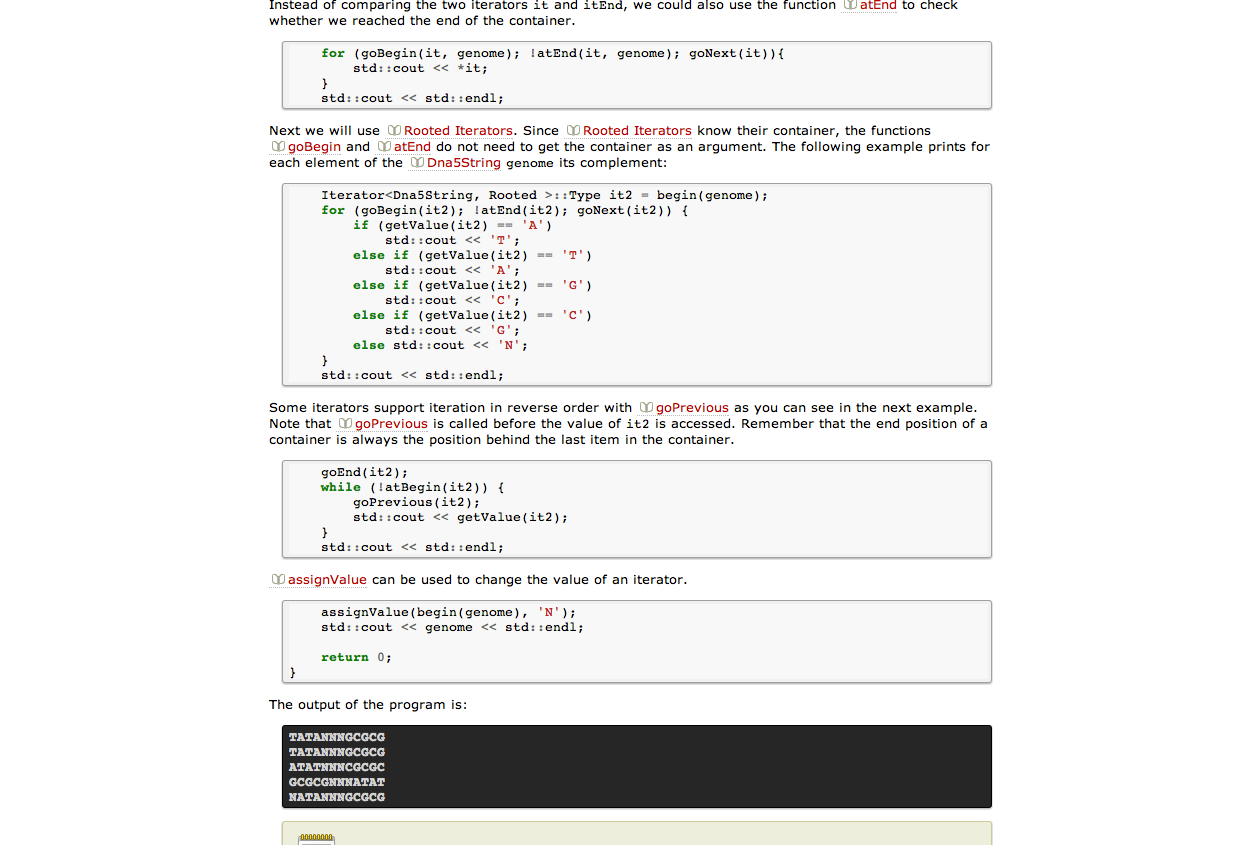 Instead of comparing the two iterators it and itEnd, we could also use the function atEnd to check
whether we reached the end of the container.
for (goBegin(it, genome); !atEnd(it, genome); goNext(it)){
std::cout << *it;
}
std::cout << std::endl;
Next we will use Rooted Iterators. Since Rooted Iterators know their container, the functions
goBegin and atEnd do not need to get the container as an argument. The following example prints for
each element of the Dna5String genome its complement:
Iterator<Dna5String, Rooted >::Type it2 = begin(genome);
for (goBegin(it2); !atEnd(it2); goNext(it2)) {
if (getValue(it2) == 'A')
std::cout << 'T';
else if (getValue(it2) == 'T')
std::cout << 'A';
else if (getValue(it2) == 'G')
std::cout << 'C';
else if (getValue(it2) == 'C')
std::cout << 'G';
else std::cout << 'N';
}
std::cout << std::endl;
Some iterators support iteration in reverse order with goPrevious as you can see in the next example.
Note that goPrevious is called before the value of it2 is accessed. Remember that the end position of a
container is always the position behind the last item in the container.
goEnd(it2);
while (!atBegin(it2)) {
goPrevious(it2);
std::cout << getValue(it2);
}
std::cout << std::endl;
assignValue can be used to change the value of an iterator.
assignValue(begin(genome), 'N');
std::cout << genome << std::endl;
return 0;
}
The output of the program is:
TATANNNGCGCG
TATANNNGCGCG
ATATNNNCGCGC
GCGCGNNNATAT
NATANNNGCGCG